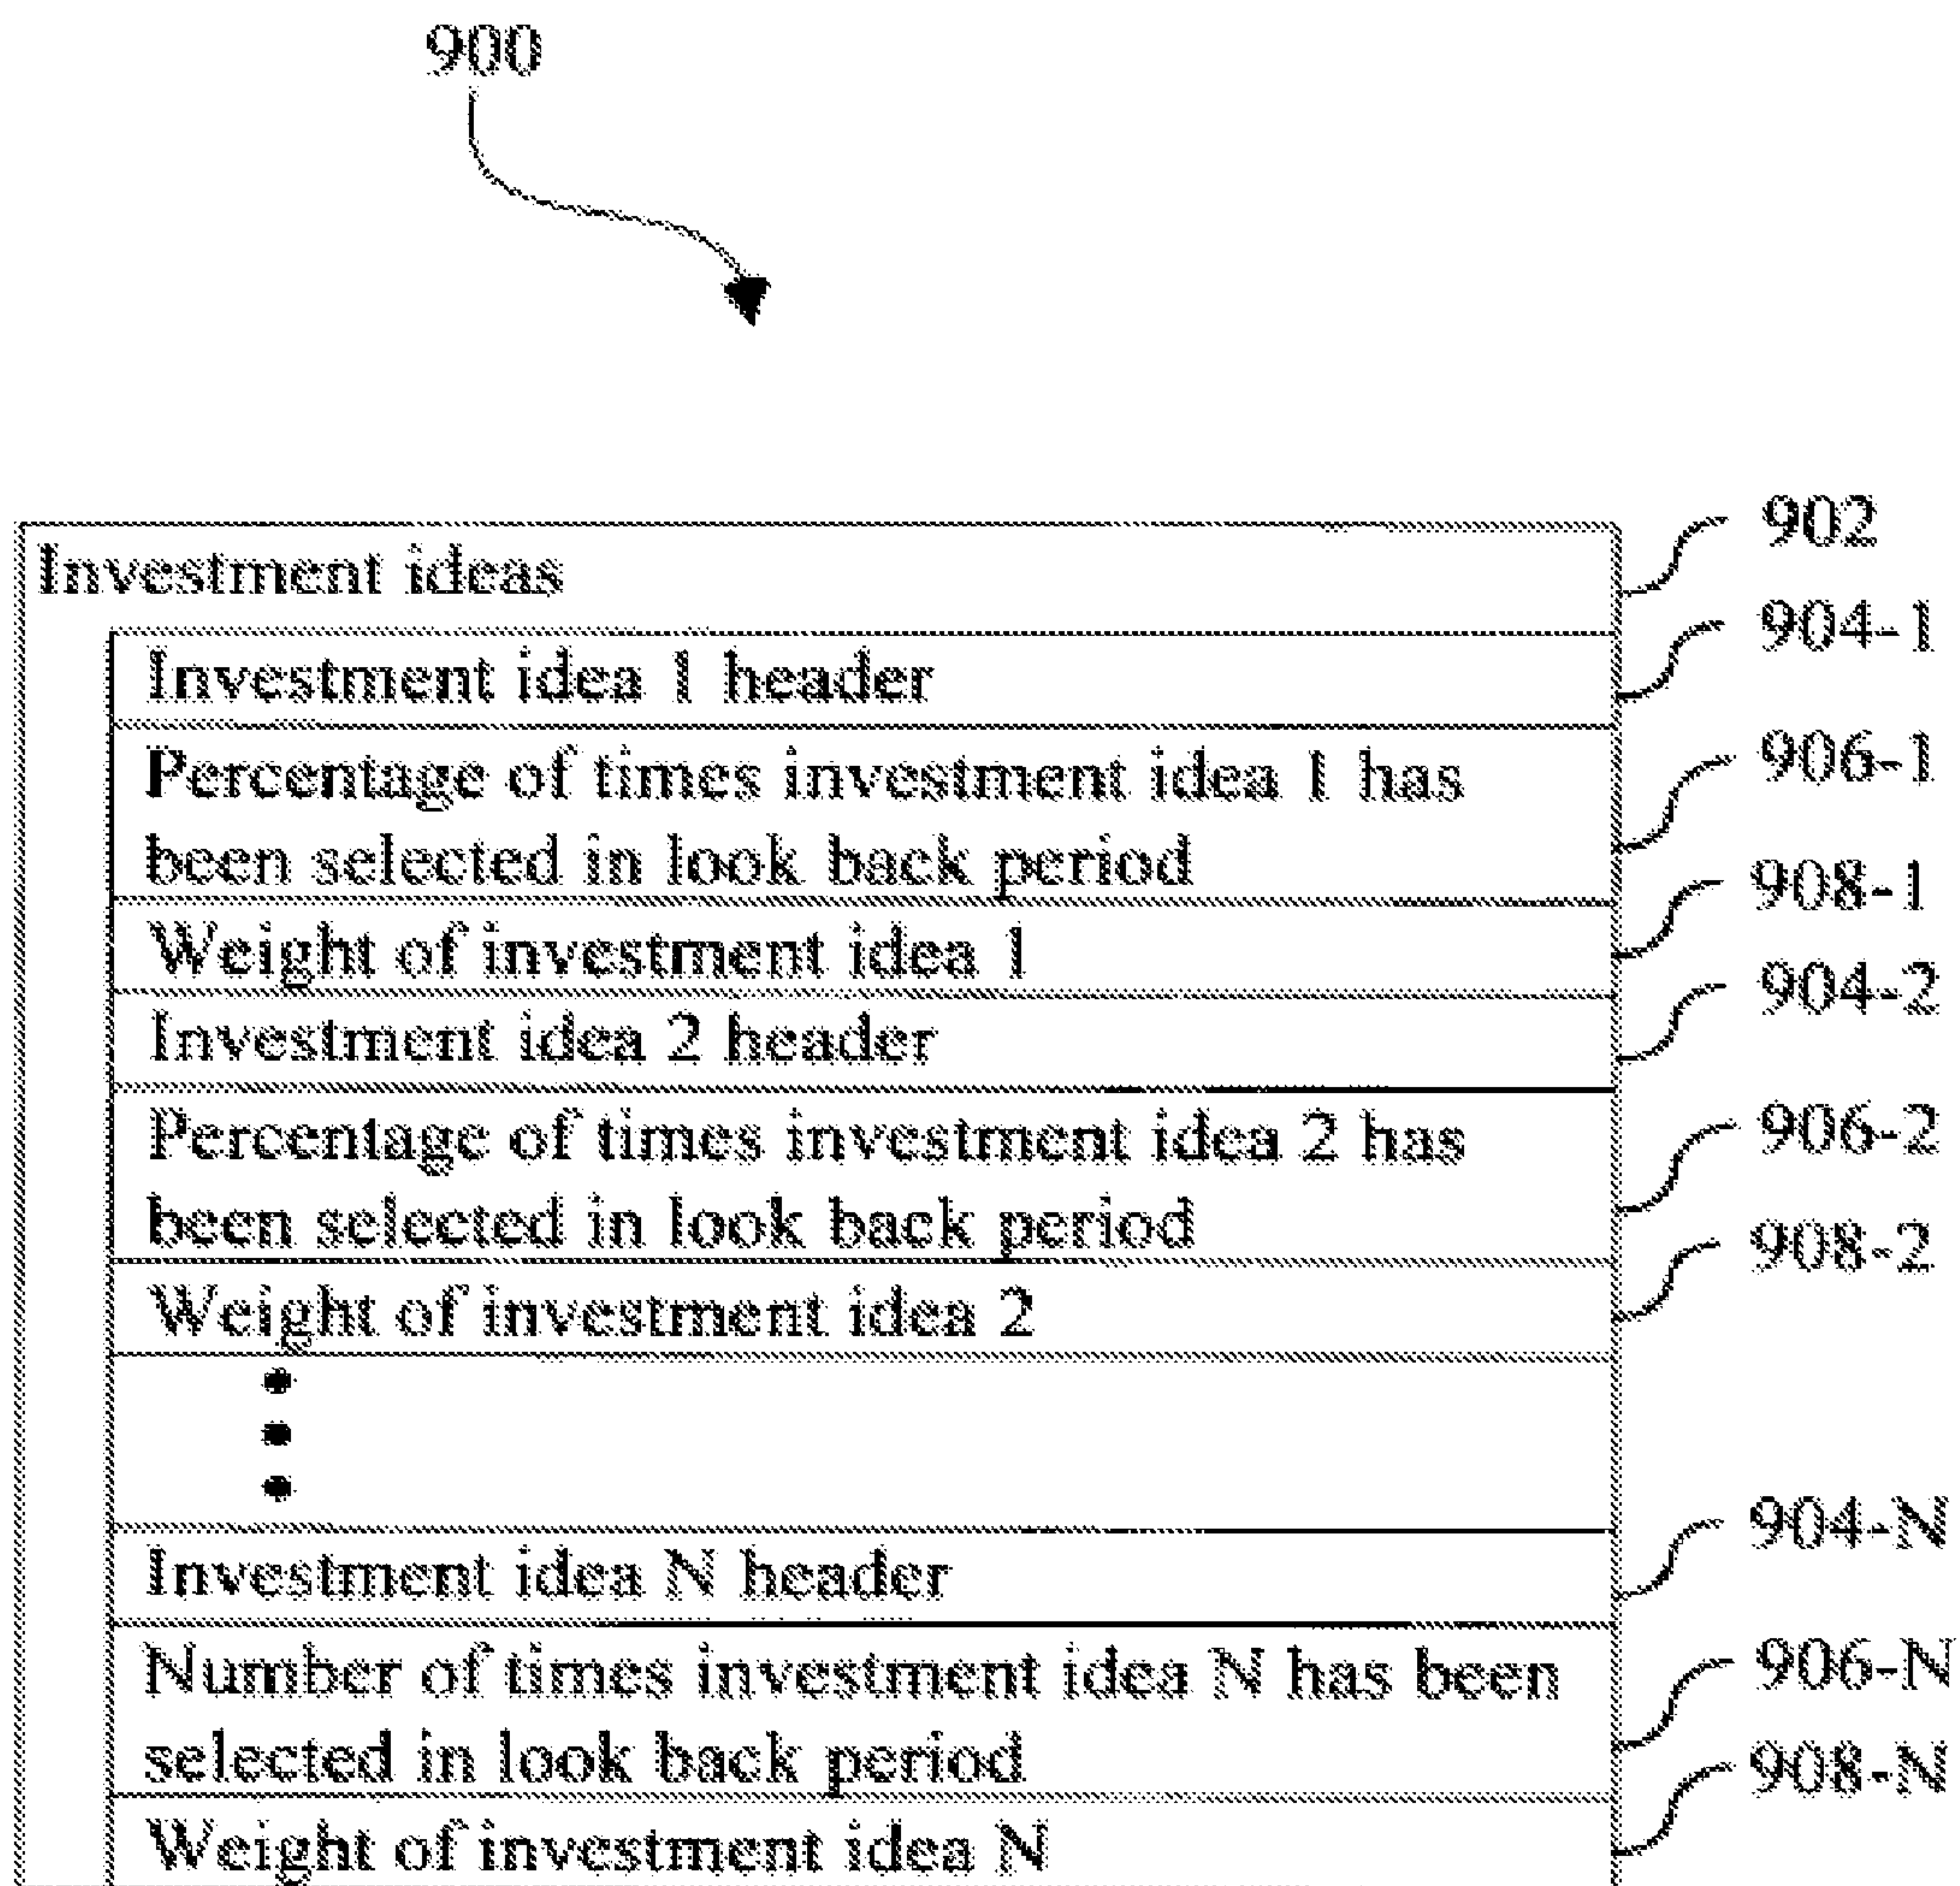 900
902
Investment ideas
904-1
Investment idea 1 header
906-1
Percentage of times investment idea 1 has
been selected in look back period
908-1
Weight of investment idea 1
904-2
Investment idea 2 header
906-2
Percentage of times investment idea 2 has
been selected in look back period
908-2
Weight of investment idea 2
904-N
Investment idea N header
906-N
Number of times investment idea N has been
selected in look back period
908-N
Weight of investment idea N